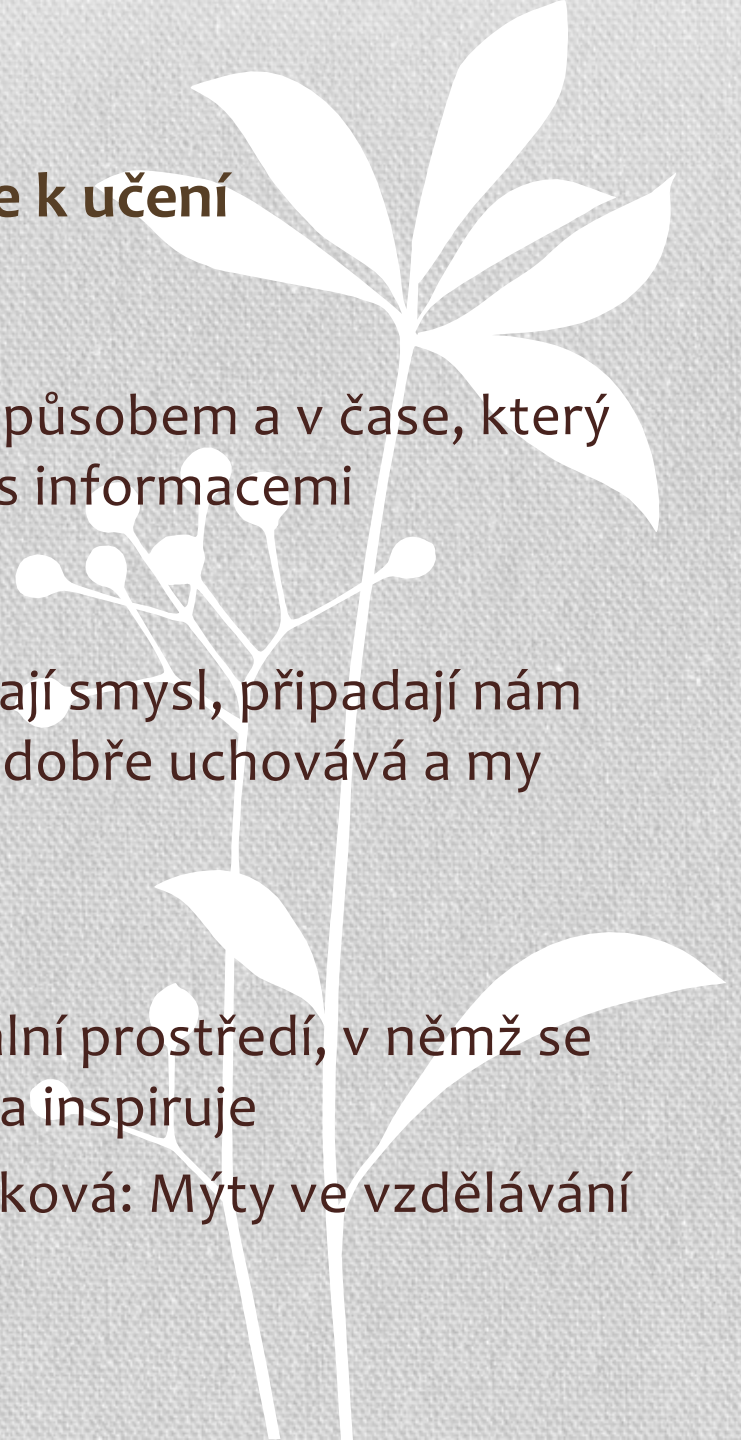 e k učení
působem a v čase, který
s informacemi
ají smysl, připadají nám
dobře uchovává a my
lní prostředí, v němž se
a inspiruje
ková: Mýty ve vzdělávání